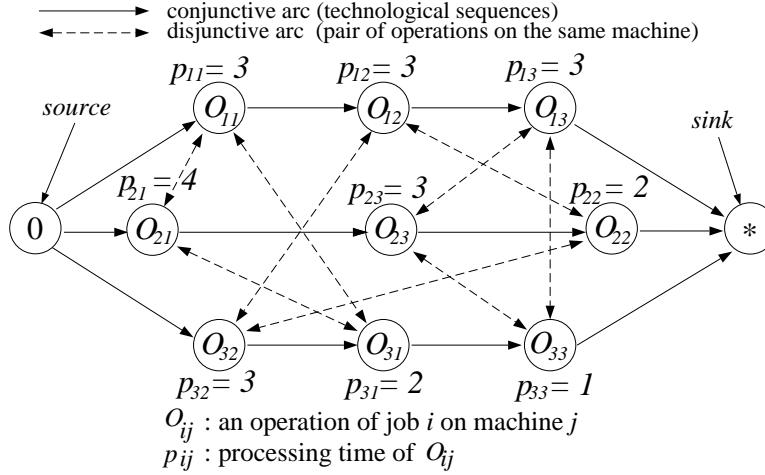 conjunctive arc (technological sequences)
disjunctive arc (pair of operations on the same machine)
p11= 3 p12= 3 p13= 3
source O11 O12 O13 sink
p21= 4 p23= 3 p22= 2
0 O21 O23 O22 *
O32 O31 O33
p32= 3 p31= 2 p33= 1
Oij : an operation of job i on machine j
pij : processing time of Oij